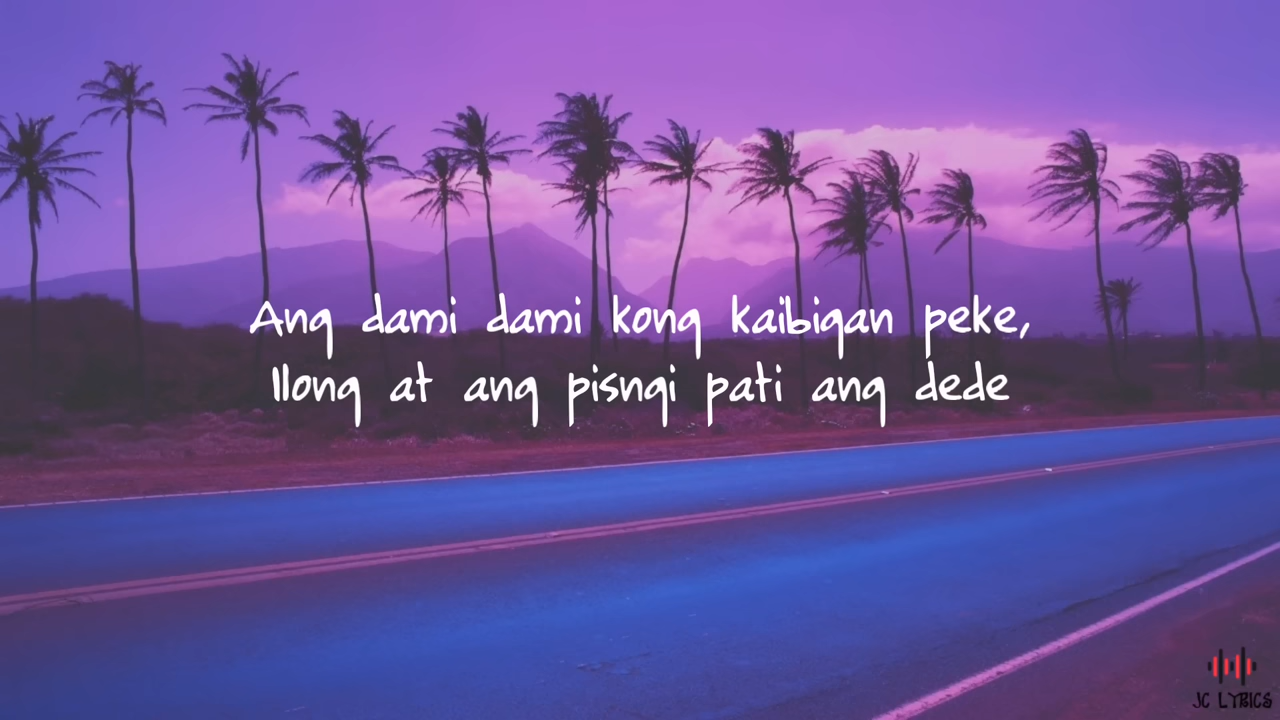 Ang dami dami kong kaibigan peke,
Ilong at ang pisngi pati ang dede
JC LYRICS